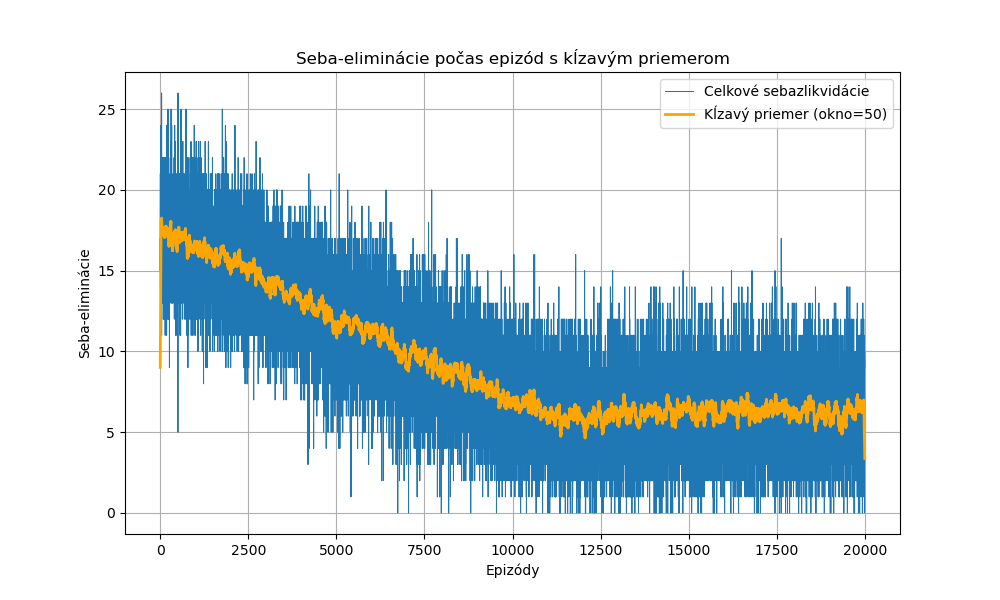 Seba-eliminácie počas epizód s kĺzavým priemerom
Celkové sebazlikvidácie
Kĺzavý priemer (okno=50)
Seba-eliminácie
25
20
15
10
5
0
0 2500 5000 7500 10000 12500 15000 17500 20000
Epizódy